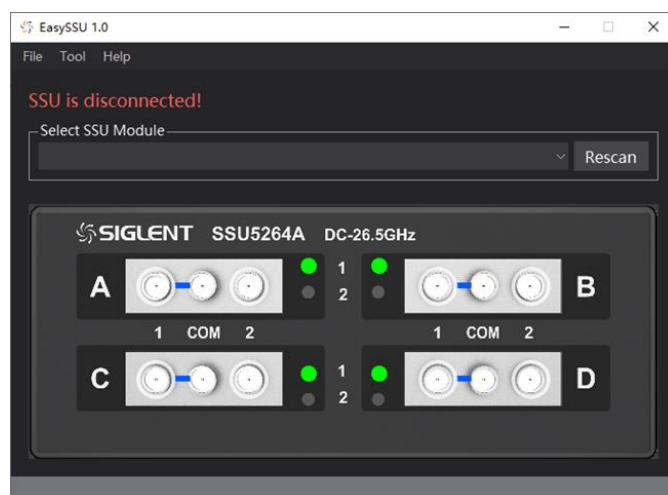 EasySSU 1.0
File Tool Help
SSU is disconnected!
Select SSU Module
Rescan
SIGLENT SSU5264A DC-26.5GHz
A 1 B
2
1 COM 2 1 COM 2
C 1 D
2